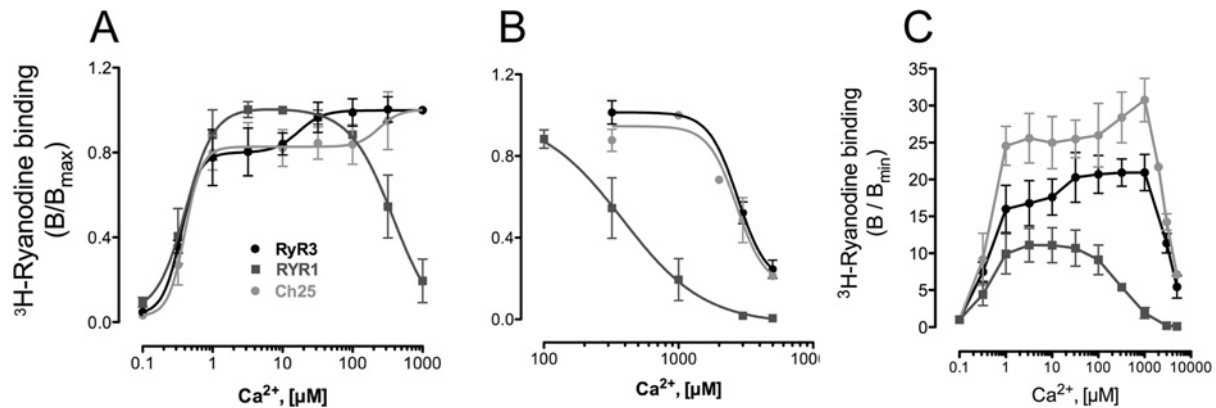 A
³H-Ryanodine binding
(B/Bmax)
1.2
0.8
0.4
0.0
RyR3
RYR1
Ch25
0.1 1 10 100 1000
Ca²⁺, [µM]
B
1.2
0.8
0.4
0.0
100 1000 1000
Ca²⁺, [µM]
C
³H-Ryanodine binding
(B / Bmin)
35
30
25
20
15
10
5
0
0.1 1 10 100 1000 10000
Ca²⁺, [µM]